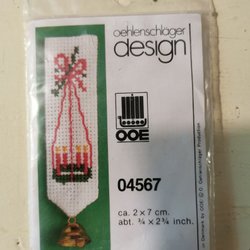 oehlenschläger
design
OOE
04567
ca. 2 x 7 cm.
abt. ¾ x 2¾ inch.